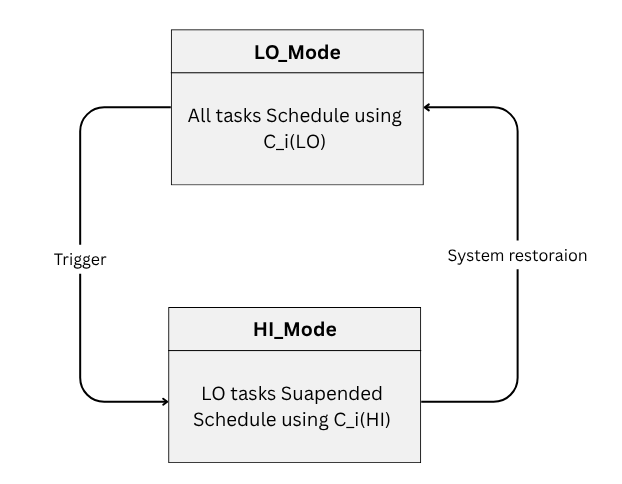 LO_Mode
All tasks Schedule using
C_i(LO)
Trigger
System restoraion
HI_Mode
LO tasks Suapended
Schedule using C_i(HI)